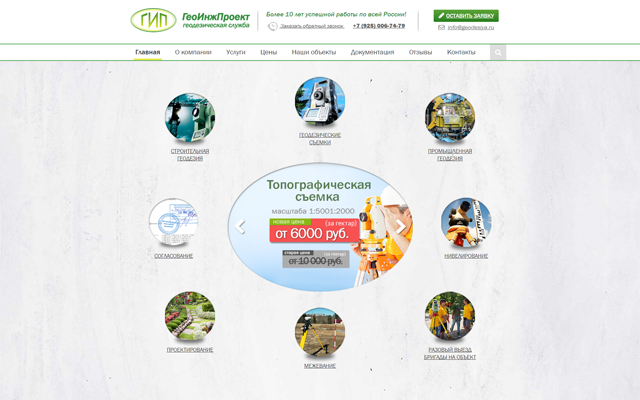 ГИП
ГеоИнжПроект
геодезическая служба
Более 10 лет успешной работы по всей России!
Заказать обратный звонок
+7 (925) 006-74-79
ОСТАВИТЬ ЗАЯВКУ
info@geodesya.ru
Главная
О компании
Услуги
Цены
Наши объекты
Документация
Отзывы
Контакты
СТРОИТЕЛЬНАЯ
ГЕОДЕЗИЯ
ГЕОДЕЗИЧЕСКИЕ
СЪЕМКИ
ПРОМЫШЛЕННАЯ
ГЕОДЕЗИЯ
СОГЛАСОВАНИЕ
Топографическая
съемка
масштаба 1:5001:2000
новая цена
(за гектар)
от 6000 руб.
старая цена
(за гектар)
от 10 000 руб.
НИВЕЛИРОВАНИЕ
ПРОЕКТИРОВАНИЕ
МЕЖЕВАНИЕ
РАЗОВЫЙ ВЫЕЗД
БРИГАДЫ НА ОБЪЕКТ